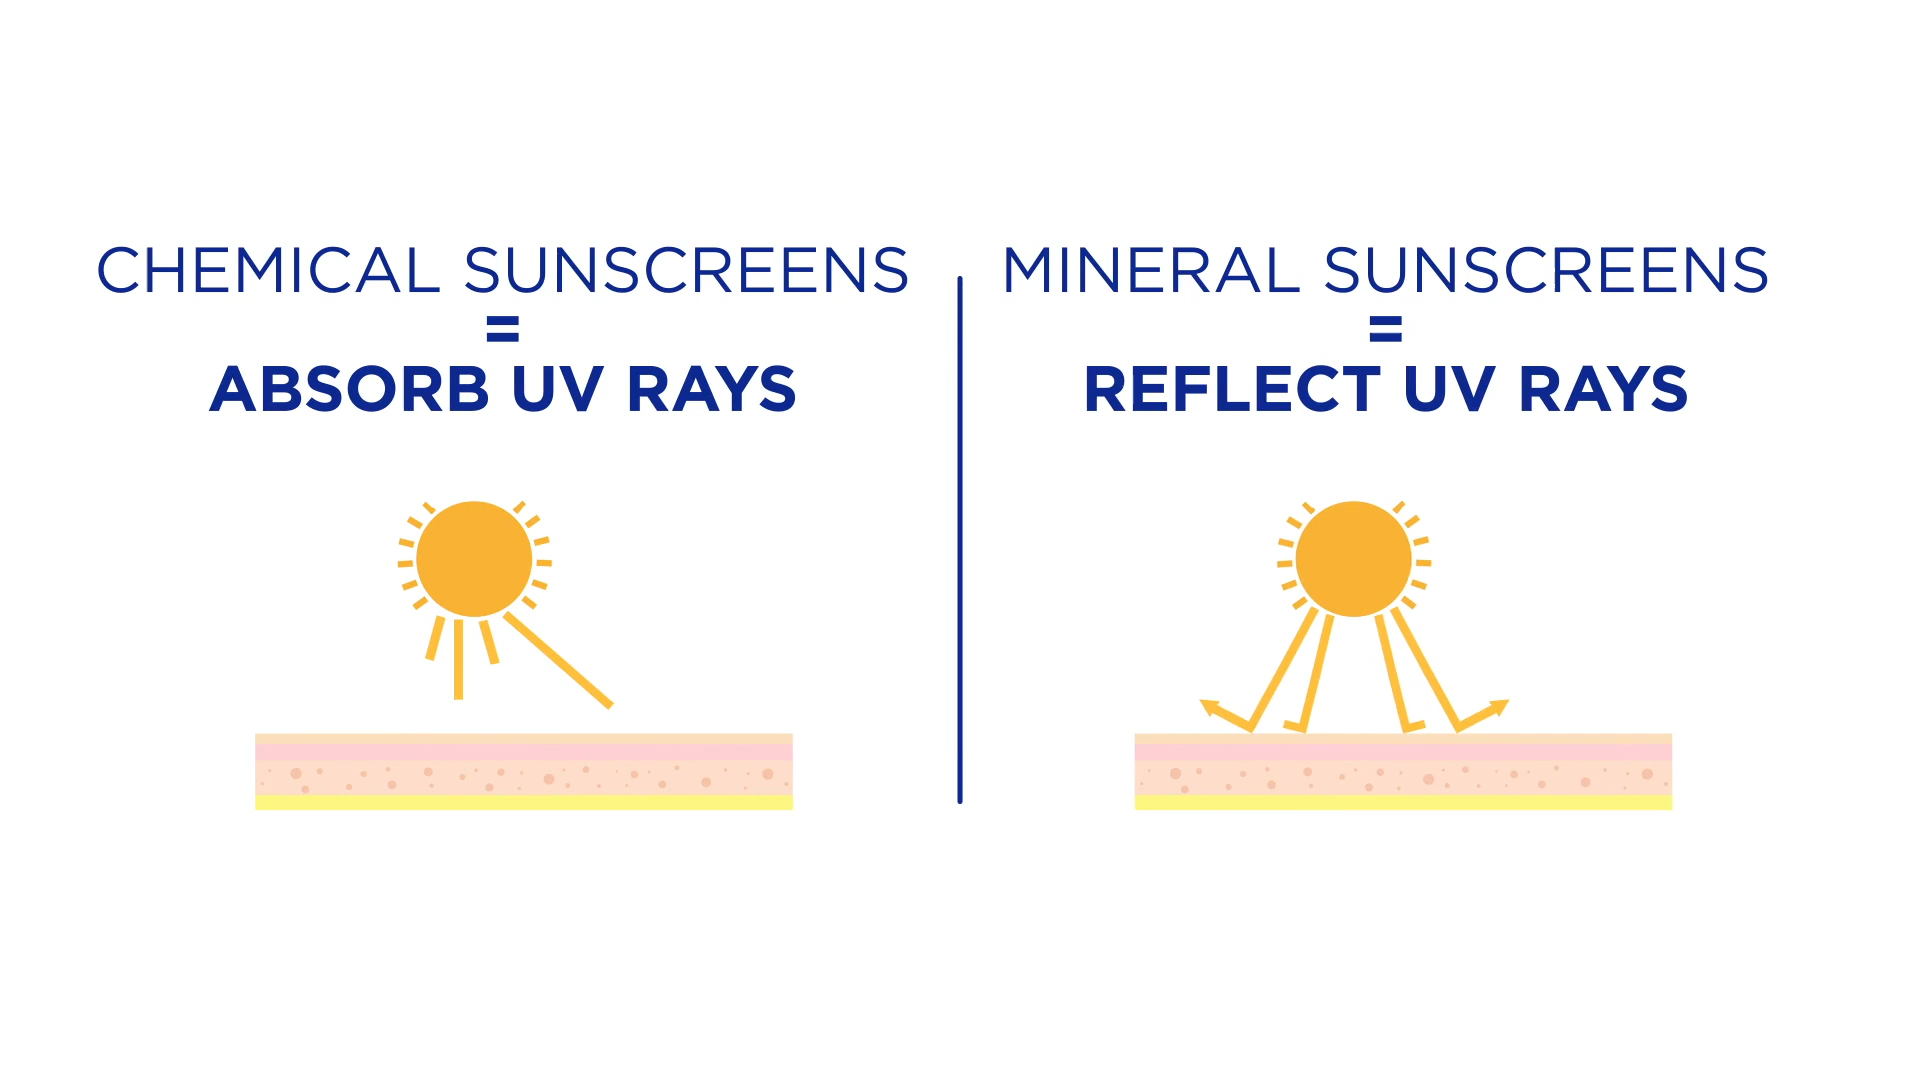 CHEMICAL SUNSCREENS
=
ABSORB UV RAYS
MINERAL SUNSCREENS
=
REFLECT UV RAYS